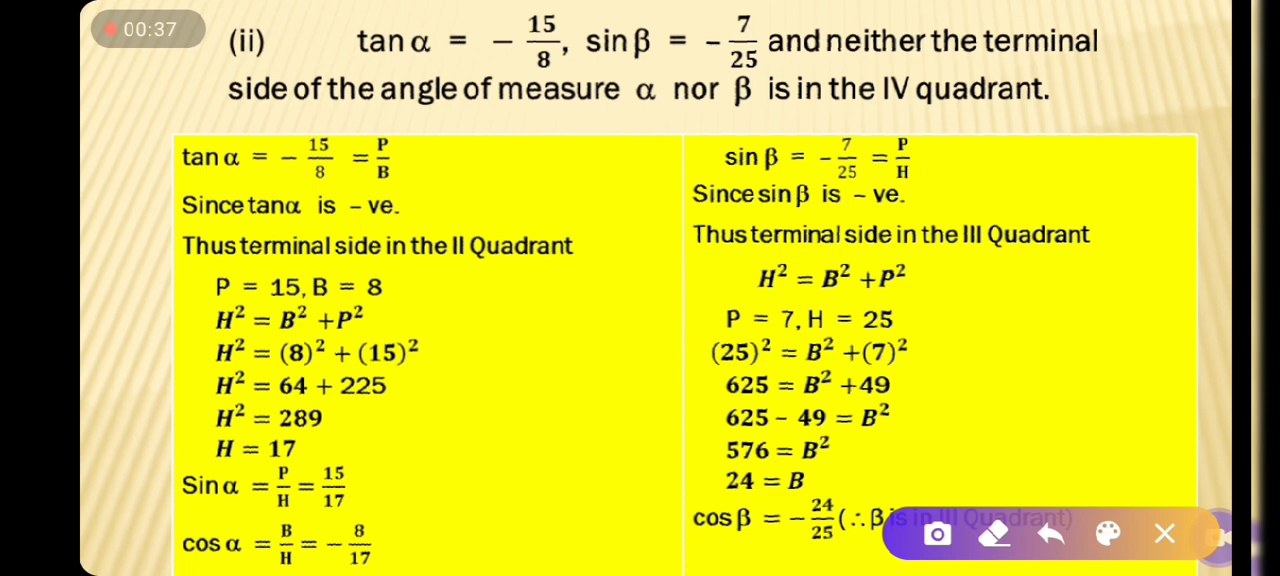 00:37
(ii) tan α = − 15/8, sin β = − 7/25 and neither the terminal
side of the angle of measure α nor β is in the IV quadrant.
tan α = − 15/8 = P/B
Since tan α is – ve.
Thus terminal side in the II Quadrant
P = 15, B = 8
H² = B² + P²
H² = (8)² + (15)²
H² = 64 + 225
H² = 289
H = 17
Sin α = P/H = 15/17
cos α = B/H = − 8/17
sin β = − 7/25 = P/H
Since sin β is – ve.
Thus terminal side in the III Quadrant
H² = B² + P²
P = 7, H = 25
(25)² = B² + (7)²
625 = B² + 49
625 − 49 = B²
576 = B²
24 = B
cos β = − 24/25 (∴ β is in III Quadrant)